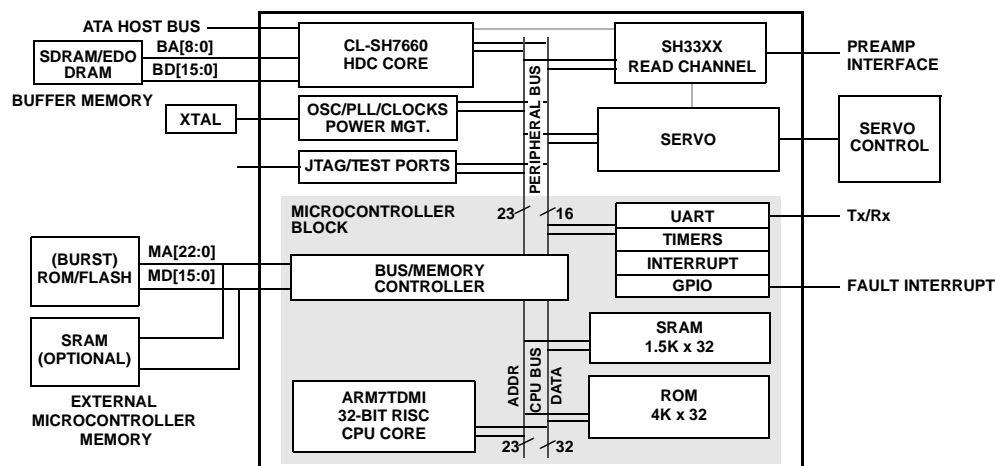 ATA HOST BUS
SDRAM/EDO
DRAM
BA[8:0]
BD[15:0]
BUFFER MEMORY
CL-SH7660
HDC CORE
SH33XX
READ CHANNEL
PREAMP
INTERFACE
XTAL
OSC/PLL/CLOCKS
POWER MGT.
PERIPHERAL BUS
SERVO
SERVO
CONTROL
JTAG/TEST PORTS
MICROCONTROLLER
BLOCK
23
16
UART
TIMERS
INTERRUPT
GPIO
Tx/Rx
FAULT INTERRUPT
(BURST)
ROM/FLASH
MA[22:0]
MD[15:0]
BUS/MEMORY
CONTROLLER
SRAM
(OPTIONAL)
EXTERNAL
MICROCONTROLLER
MEMORY
SRAM
1.5K x 32
ADDR
CPU BUS
DATA
ARM7TDMI
32-BIT RISC
CPU CORE
ROM
4K x 32
23
32